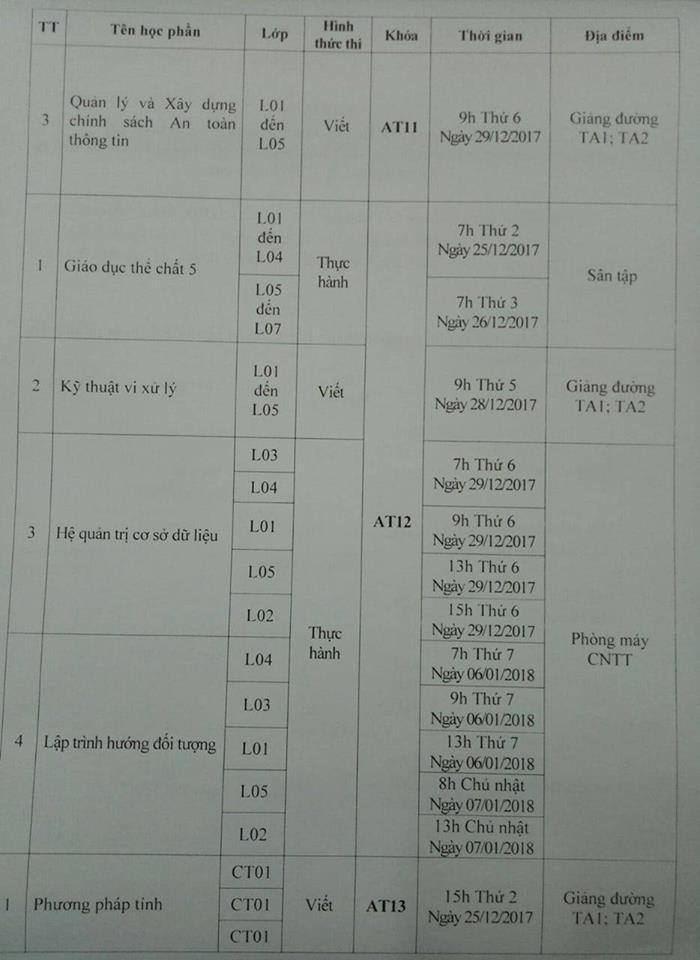 TT
Tên học phần
Lớp
Hình
thức thi
Khóa
Thời gian
Địa điểm
3
Quản lý và Xây dựng
chính sách An toàn
thông tin
L01
đến
L05
Viết
AT11
9h Thứ 6
Ngày 29/12/2017
Giảng đường
TA1; TA2
1
Giáo dục thể chất 5
L01
đến
L04
L05
đến
L07
Thực
hành
AT12
7h Thứ 2
Ngày 25/12/2017
7h Thứ 3
Ngày 26/12/2017
Sân tập
2
Kỹ thuật vi xử lý
L01
đến
L05
Viết
9h Thứ 5
Ngày 28/12/2017
Giảng đường
TA1; TA2
3
Hệ quản trị cơ sở dữ liệu
L03
L04
7h Thứ 6
Ngày 29/12/2017
L01
9h Thứ 6
Ngày 29/12/2017
L05
13h Thứ 6
Ngày 29/12/2017
L02
15h Thứ 6
Ngày 29/12/2017
Thực
hành
Phòng máy
CNTT
4
Lập trình hướng đối tượng
L04
7h Thứ 7
Ngày 06/01/2018
L03
9h Thứ 7
Ngày 06/01/2018
L01
13h Thứ 7
Ngày 06/01/2018
L05
8h Chủ nhật
Ngày 07/01/2018
L02
13h Chủ nhật
Ngày 07/01/2018
1
Phương pháp tính
CT01
CT01
CT01
Viết
AT13
15h Thứ 2
Ngày 25/12/2017
Giảng đường
TA1; TA2